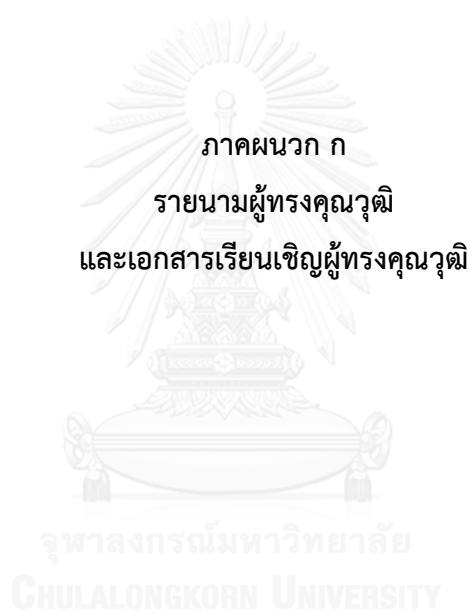 ภาคผนวก ก
รายนามผู้ทรงคุณวุฒิ
และเอกสารเรียนเชิญผู้ทรงคุณวุฒิ
จุฬาลงกรณ์มหาวิทยาลัย
CHULALONGKORN UNIVERSITY